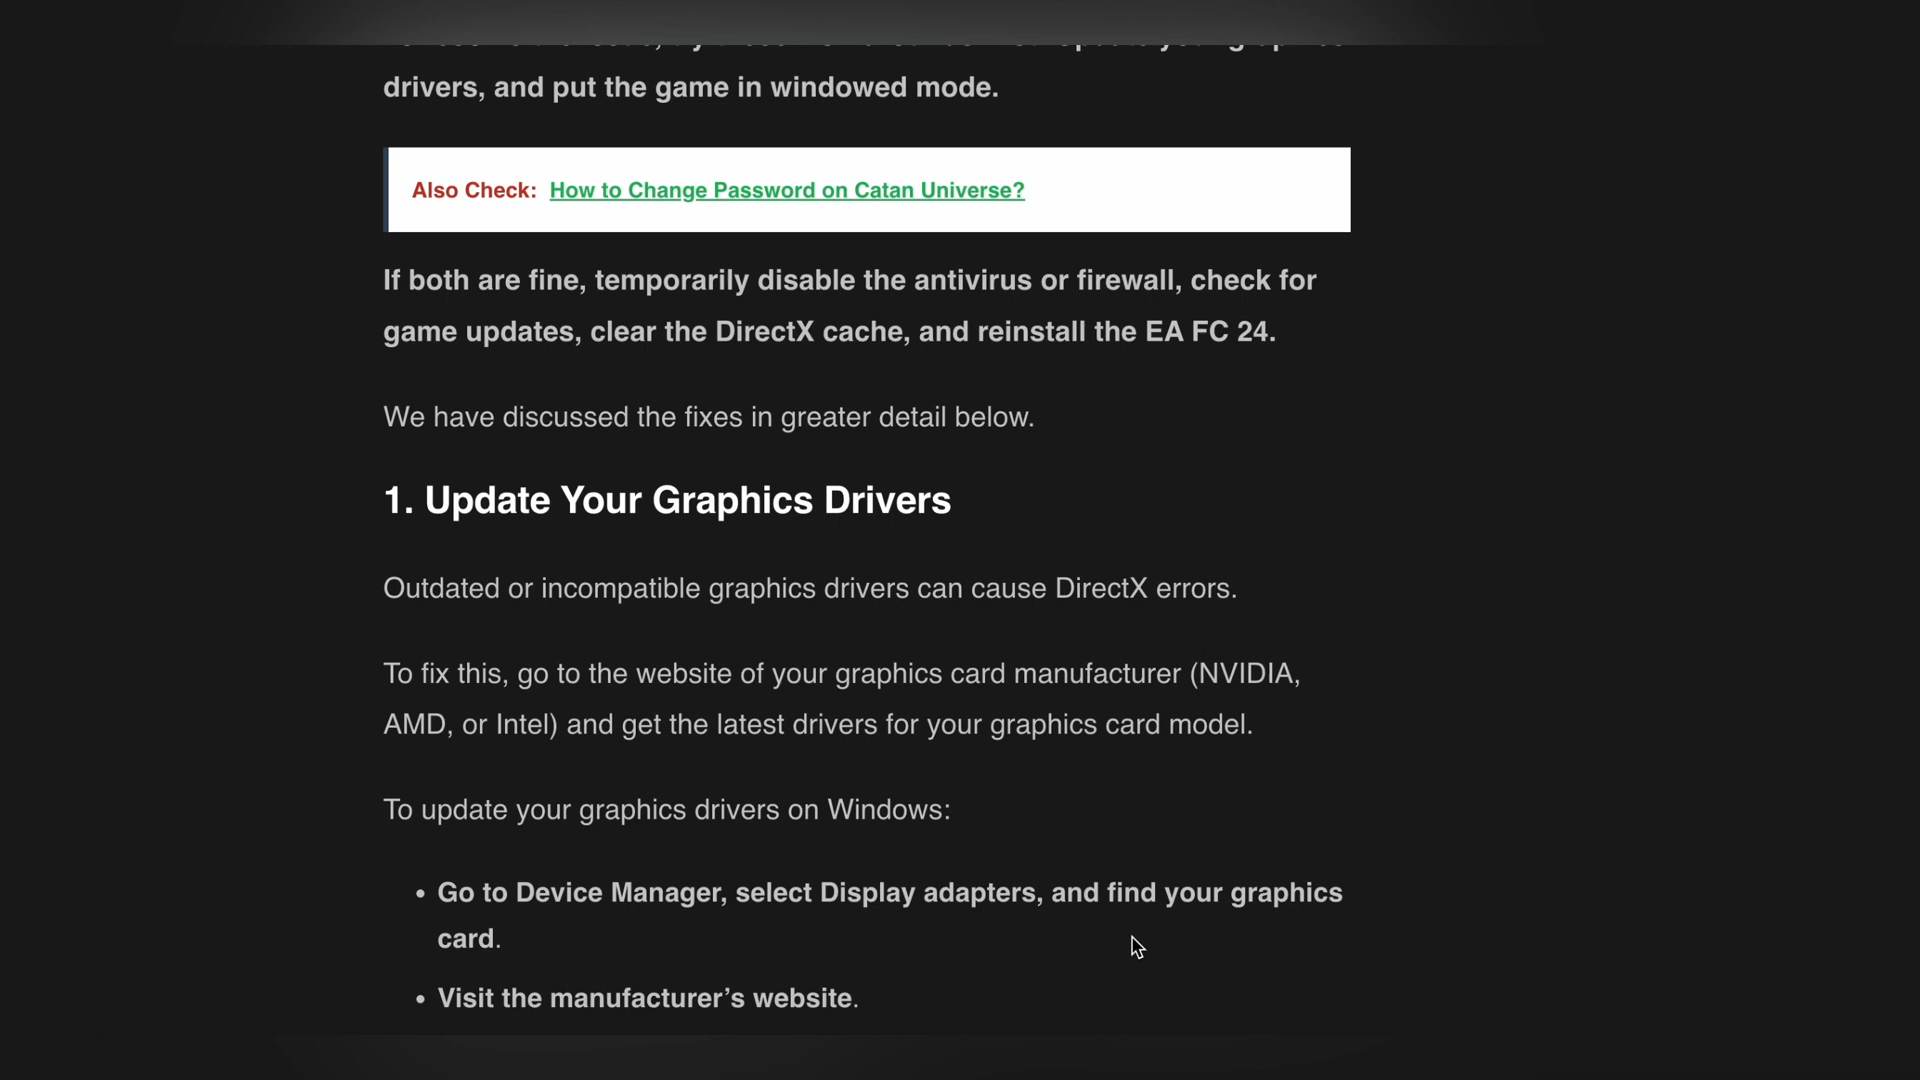 drivers, and put the game in windowed mode.
Also Check: How to Change Password on Catan Universe?
If both are fine, temporarily disable the antivirus or firewall, check for
game updates, clear the DirectX cache, and reinstall the EA FC 24.
We have discussed the fixes in greater detail below.
1. Update Your Graphics Drivers
Outdated or incompatible graphics drivers can cause DirectX errors.
To fix this, go to the website of your graphics card manufacturer (NVIDIA,
AMD, or Intel) and get the latest drivers for your graphics card model.
To update your graphics drivers on Windows:
• Go to Device Manager, select Display adapters, and find your graphics
card.
• Visit the manufacturer’s website.